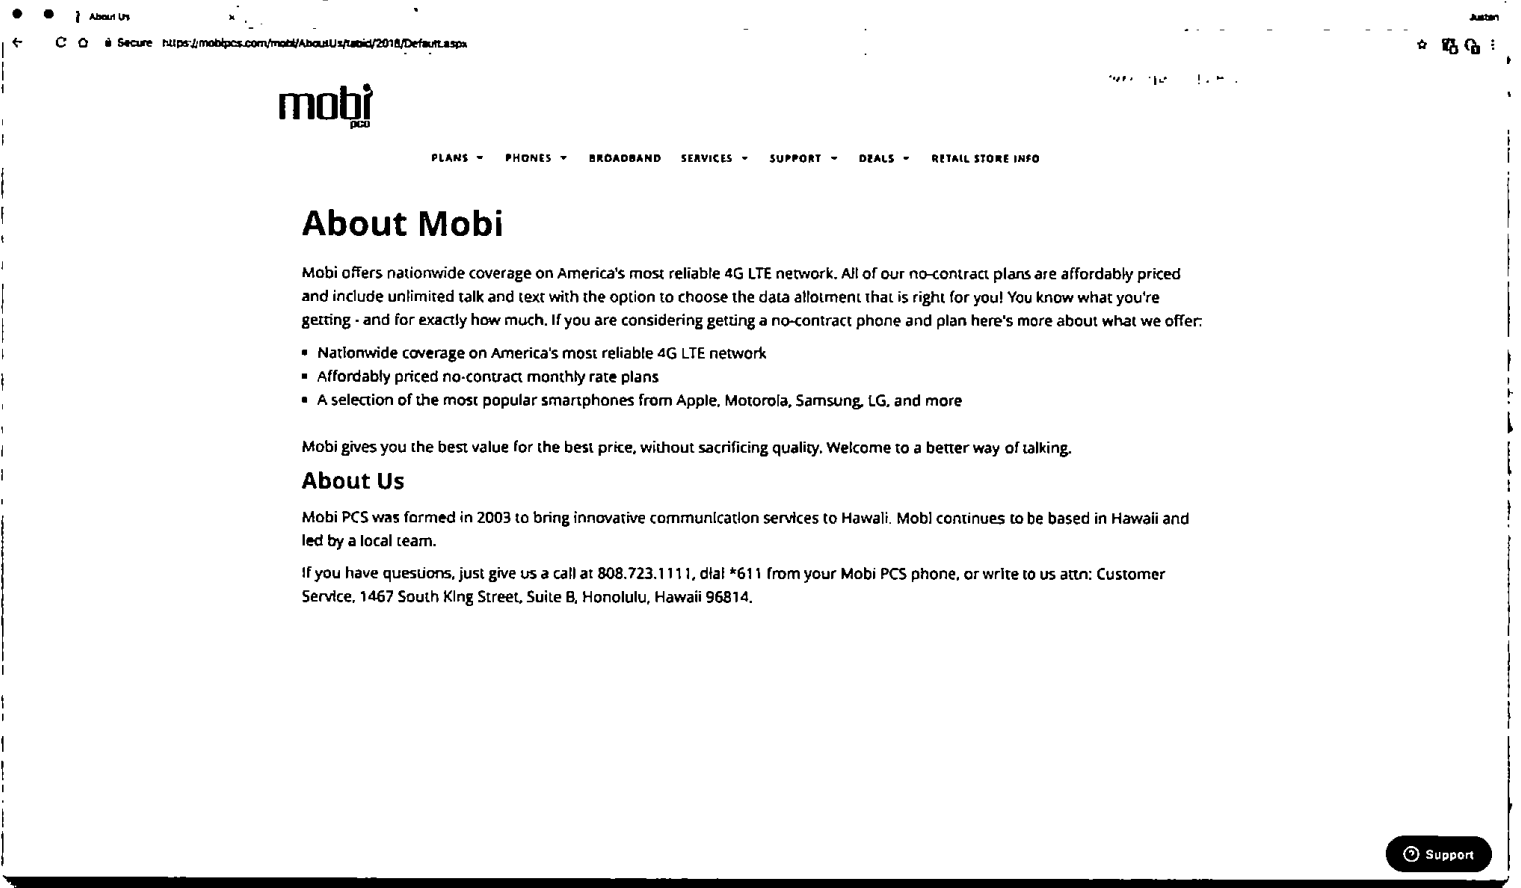 About Us x
Justan
Secure https://mobipcs.com/mobi/AboutUs/tabid/2018/Default.aspx
mobi
pcs
PLANS PHONES BROADBAND SERVICES SUPPORT DEALS RETAIL STORE INFO
About Mobi
Mobi offers nationwide coverage on America's most reliable 4G LTE network. All of our no-contract plans are affordably priced
and include unlimited talk and text with the option to choose the data allotment that is right for you! You know what you're
getting - and for exactly how much. If you are considering getting a no-contract phone and plan here's more about what we offer:
▪ Nationwide coverage on America's most reliable 4G LTE network
▪ Affordably priced no-contract monthly rate plans
▪ A selection of the most popular smartphones from Apple, Motorola, Samsung, LG, and more
Mobi gives you the best value for the best price, without sacrificing quality. Welcome to a better way of talking.
About Us
Mobi PCS was formed in 2003 to bring innovative communication services to Hawaii. Mobi continues to be based in Hawaii and
led by a local team.
If you have questions, just give us a call at 808.723.1111, dial *611 from your Mobi PCS phone, or write to us attn: Customer
Service, 1467 South King Street, Suite B, Honolulu, Hawaii 96814.
Support